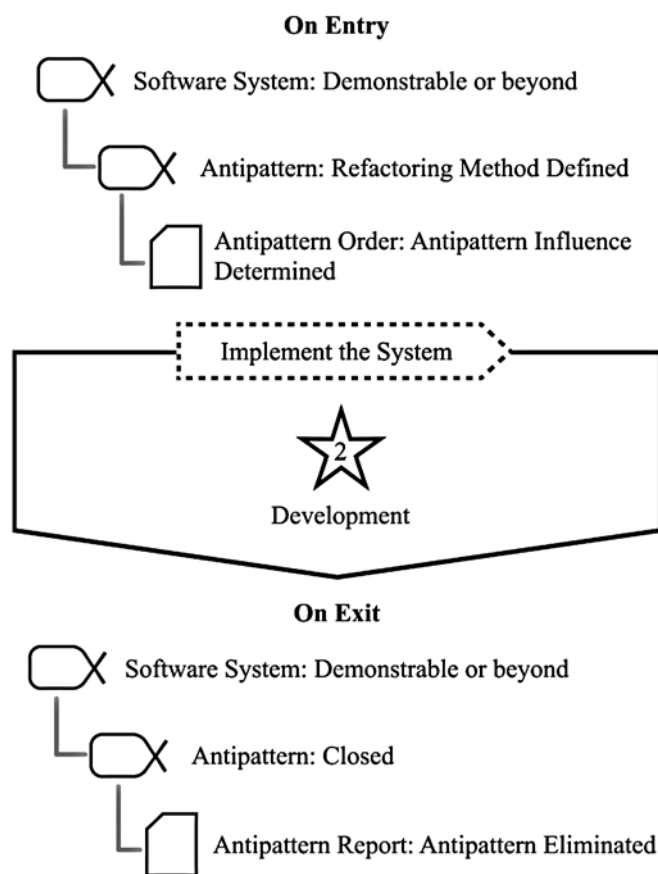 On Entry
Software System: Demonstrable or beyond
Antipattern: Refactoring Method Defined
Antipattern Order: Antipattern Influence
Determined
Implement the System
2
Development
On Exit
Software System: Demonstrable or beyond
Antipattern: Closed
Antipattern Report: Antipattern Eliminated